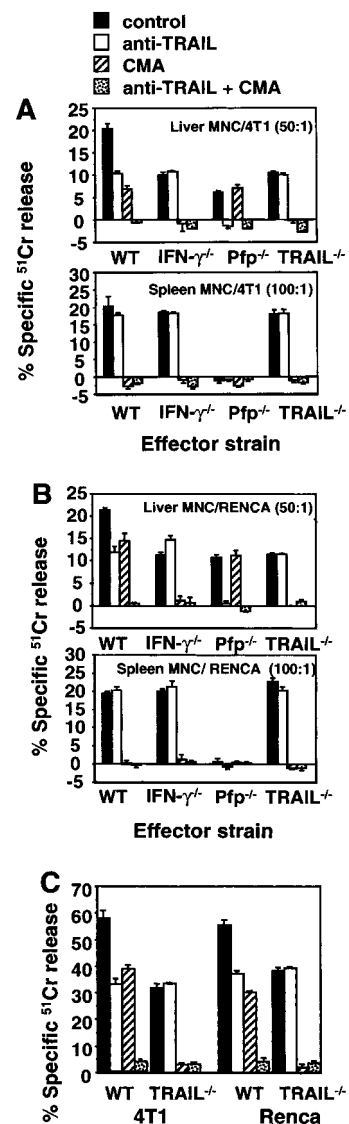 control
anti-TRAIL
CMA
anti-TRAIL + CMA
A
% Specific ⁵¹Cr release
Liver MNC/4T1 (50:1)
25
20
15
10
5
0
-5
WT IFN-γ-/- Pfp-/- TRAIL-/-
Spleen MNC/4T1 (100:1)
30
25
20
15
10
5
0
-5
WT IFN-γ-/- Pfp-/- TRAIL-/-
Effector strain
B
% Specific ⁵¹Cr release
Liver MNC/RENCA (50:1)
25
20
15
10
5
0
-5
WT IFN-γ-/- Pfp-/- TRAIL-/-
Spleen MNC/ RENCA (100:1)
30
25
20
15
10
5
0
-5
WT IFN-γ-/- Pfp-/- TRAIL-/-
Effector strain
C
% Specific ⁵¹Cr release
70
60
50
40
30
20
10
0
WT TRAIL-/- WT TRAIL-/-
4T1 Renca